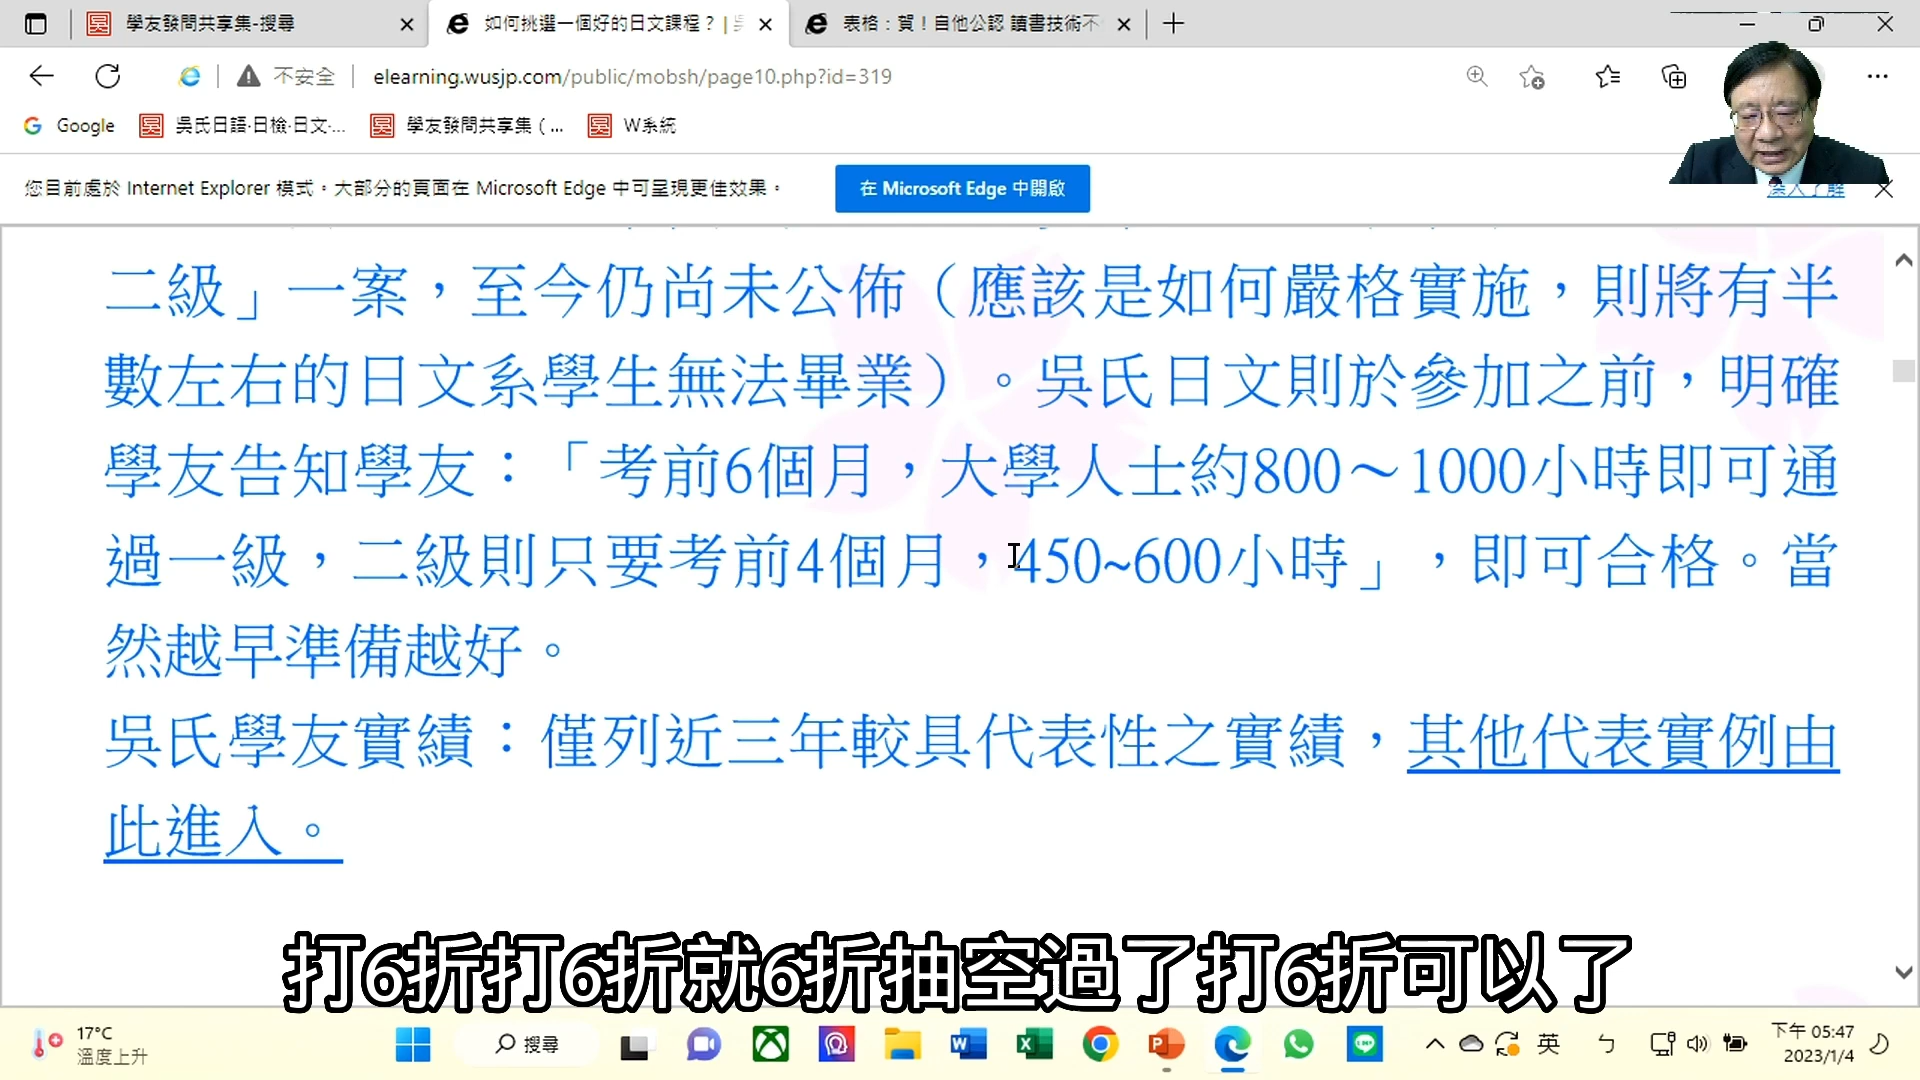 學友發問共享集-搜尋
如何挑選一個好的日文課程？ |
表格：賀！自他公認 讀書技術不
不安全
elearning.wusjp.com/public/mobsh/page10.php?id=319
Google
吳氏日語·日檢·日文·...
學友發問共享集 ( ...
W系統
您目前處於 Internet Explorer 模式。大部分的頁面在 Microsoft Edge 中可呈現更佳效果。
在 Microsoft Edge 中開啟
深入了解
二級」一案，至今仍尚未公佈（應該是如何嚴格實施，則將有半
數左右的日文系學生無法畢業）。吳氏日文則於參加之前，明確
學友告知學友：「考前6個月，大學人士約800～1000小時即可通
過一級，二級則只要考前4個月，450~600小時」，即可合格。當
然越早準備越好。
吳氏學友實績：僅列近三年較具代表性之實績，其他代表實例由
此進入。
打6折打6折就6折抽空過了打6折可以了
17°C
溫度上升
搜尋
英
ㄅ
下午 05:47
2023/1/4